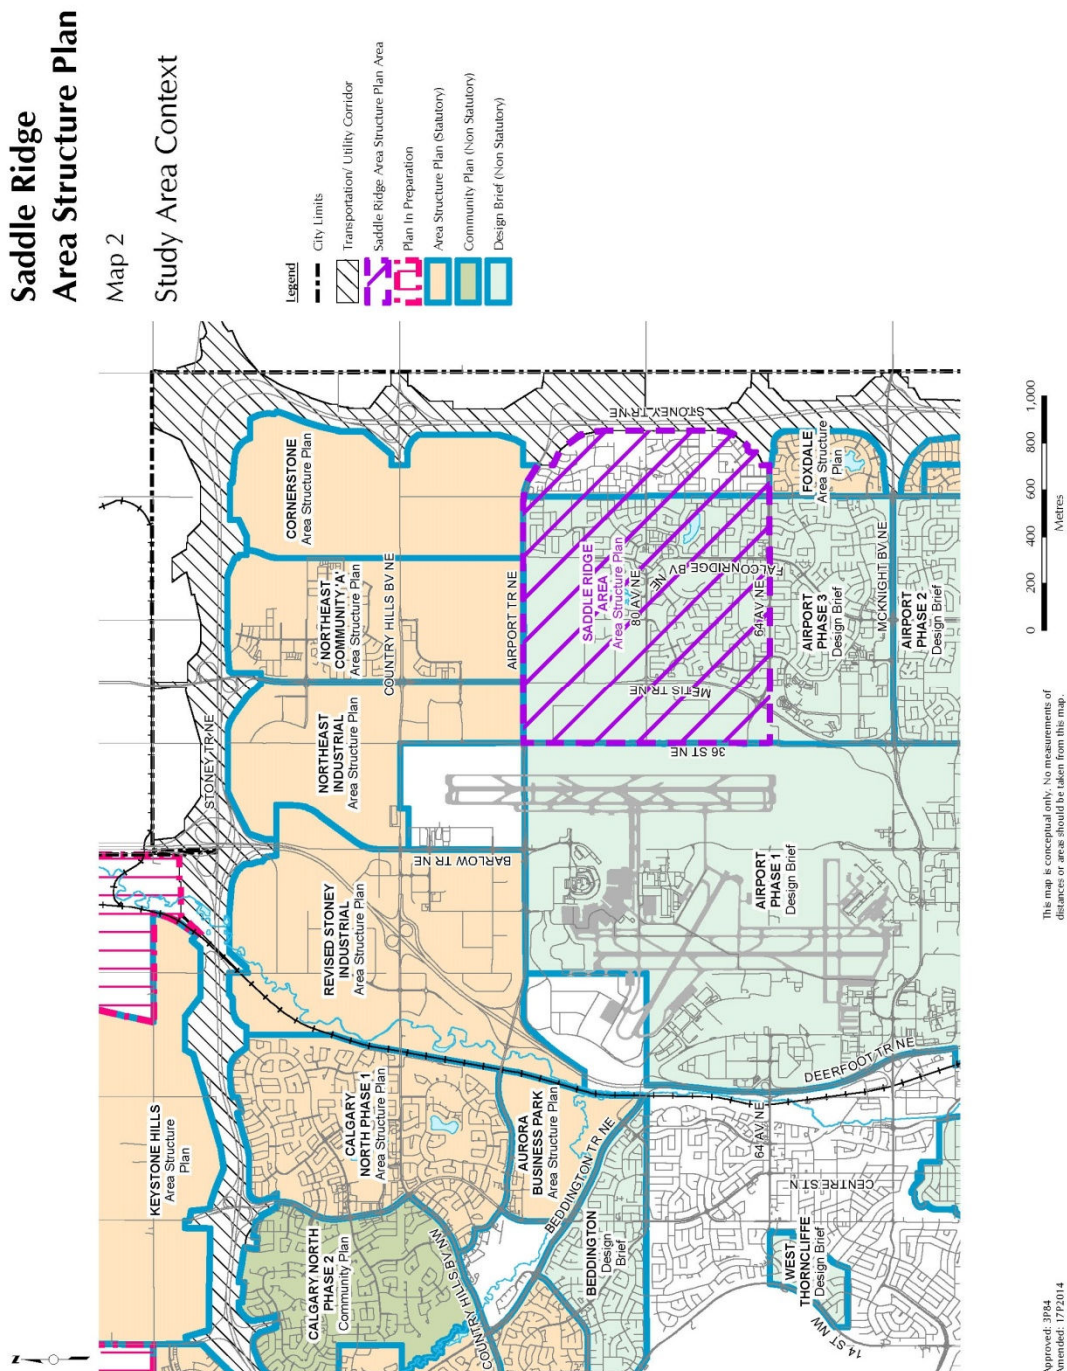 Saddle Ridge
Area Structure Plan
Map 2
Study Area Context
Legend
City Limits
Transportation/ Utility Corridor
Saddle Ridge Area Structure Plan Area
Plan In Preparation
Area Structure Plan (Statutory)
Community Plan (Non Statutory)
Design Brief (Non Statutory)
N
KEYSTONE HILLS
Area Structure
Plan
STONEY TR NE
CORNERSTONE
Area Structure Plan
NORTHEAST
COMMUNITY 'A'
Area Structure Plan
NORTHEAST
INDUSTRIAL
Area Structure Plan
REVISED STONEY
INDUSTRIAL
Area Structure Plan
CALGARY
NORTH PHASE 1
Area Structure Plan
CALGARY NORTH
PHASE 2
Community Plan
COUNTRY HILLS BV NE
BARLOW TR NE
COUNTRY HILLS BV NW
AURORA
BUSINESS PARK
Area Structure Plan
BEDDINGTON TR NE
AIRPORT TR NE
BEDDINGTON
Design
Brief
SADDLE RIDGE
AREA
Area Structure Plan
STONEY TR NE
80 AV NE
NE
METIS TR NE
FALCONRIDGE BV
36 ST NE
64 AV NE
64 AV NE
AIRPORT
PHASE 1
Design Brief
AIRPORT
PHASE 3
Design Brief
FOXDALE
Area Structure
Plan
DEERFOOT TR NE
CENTRE ST N
WEST
THORNCLIFFE
Design Brief
14 ST NW
MCKNIGHT BV NE
AIRPORT
PHASE 2
Design Brief
0 200 400 600 800 1,000
Metres
This map is conceptual only. No measurements of
distances or areas should be taken from this map.
Approved: 3P84
Amended: 17P2014